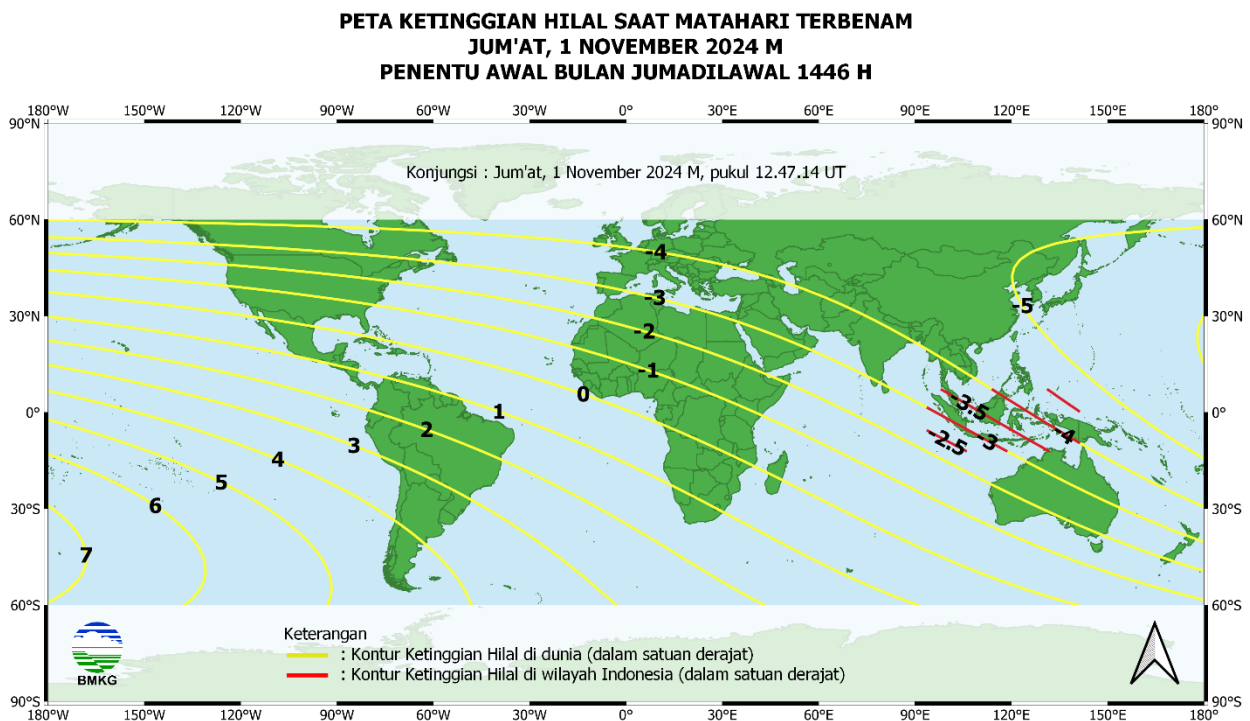 PETA KETINGGIAN HILAL SAAT MATAHARI TERBENAM
JUM'AT, 1 NOVEMBER 2024 M
PENENTU AWAL BULAN JUMADILAWAL 1446 H
180°W 150°W 120°W 90°W 60°W 30°W 0° 30°E 60°E 90°E 120°E 150°E 180°
90°N 90°N
Konjungsi : Jum'at, 1 November 2024 M, pukul 12.47.14 UT
60°N 60°N
-4
-3 -5
30°N 30°N
-2
-1
0
-3.5
0° 1 0°
2 -4
3 -2.5 -3
4
5
6
30°S 30°S
7
60°S 60°S
Keterangan
: Kontur Ketinggian Hilal di dunia (dalam satuan derajat)
: Kontur Ketinggian Hilal di wilayah Indonesia (dalam satuan derajat)
BMKG
90°S 90°S
180°W 150°W 120°W 90°W 60°W 30°W 0° 30°E 60°E 90°E 120°E 150°E 180°